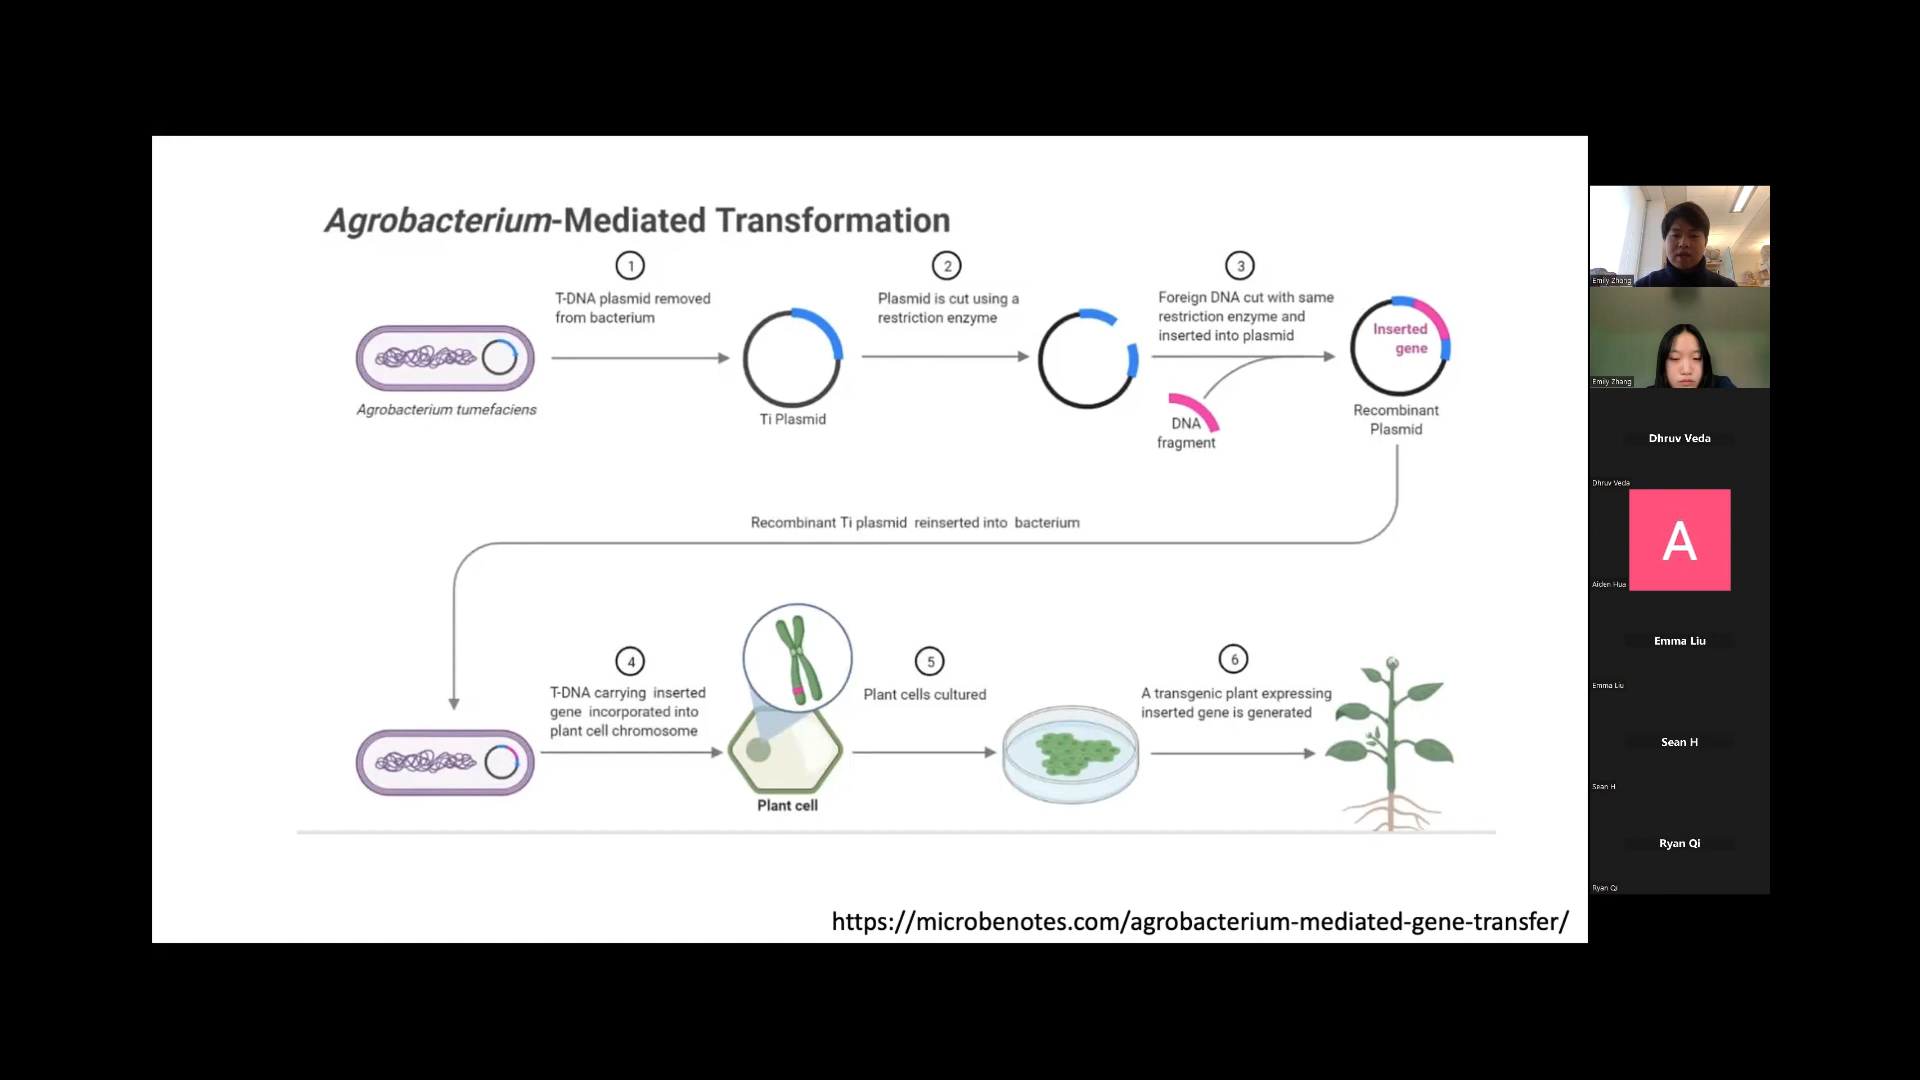 Agrobacterium-Mediated Transformation
1
T-DNA plasmid removed
from bacterium
2
Plasmid is cut using a
restriction enzyme
3
Foreign DNA cut with same
restriction enzyme and
inserted into plasmid
Inserted
gene
Agrobacterium tumefaciens
Ti Plasmid
DNA
fragment
Recombinant
Plasmid
Recombinant Ti plasmid reinserted into bacterium
4
T-DNA carrying inserted
gene incorporated into
plant cell chromosome
5
Plant cells cultured
6
A transgenic plant expressing
inserted gene is generated
Plant cell
https://microbenotes.com/agrobacterium-mediated-gene-transfer/
Emily Zhang
Emily Zhang
Dhruv Veda
Dhruv Veda
A
Aiden Hua
Emma Liu
Emma Liu
Sean H
Sean H
Ryan Qi
Ryan Qi